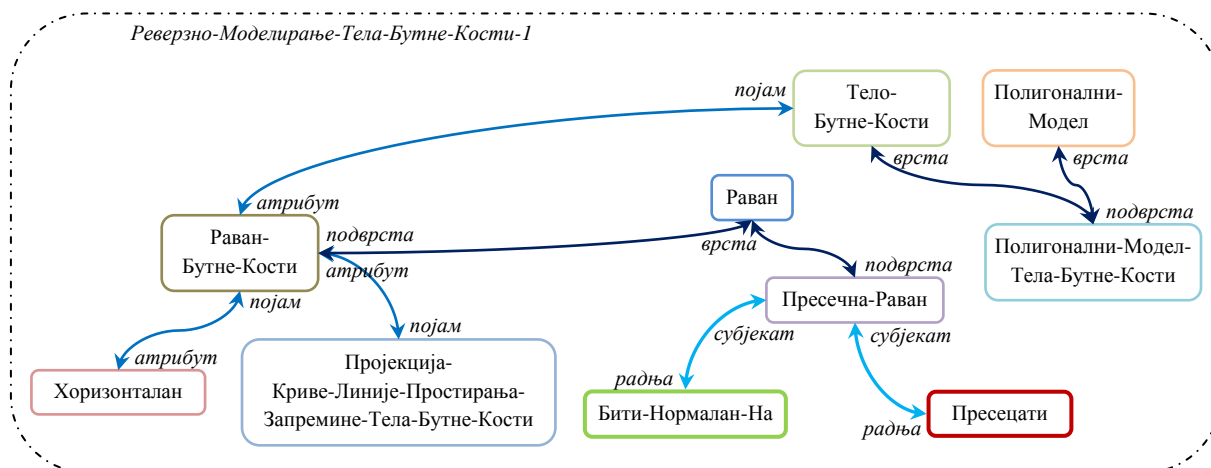 Реверзно-Моделирање-Тела-Бутне-Кости-1
појам
Тело-
Бутне-Кости
Полигонални-
Модел
врста
врста
атрибут
Раван
Раван-
Бутне-Кости
подврста
врста
атрибут
подврста
Полигонални-Модел-
Тела-Бутне-Кости
подврста
Пресечна-Раван
појам
појам
субјекат
субјекат
атрибут
Хоризонталан
Пројекција-
Криве-Линије-Простирања-
Запремине-Тела-Бутне-Кости
радња
Бити-Нормалан-На
Пресецати
радња